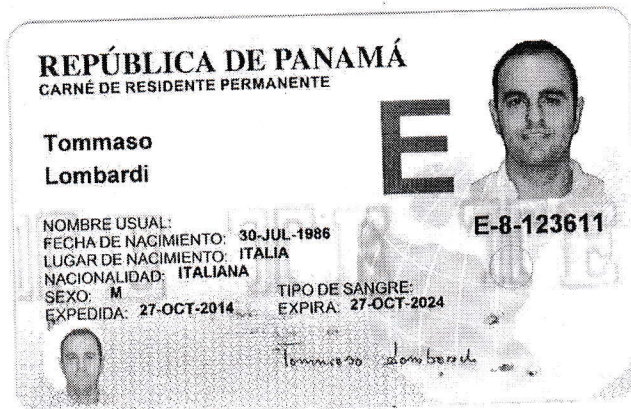 REPÚBLICA DE PANAMÁ
CARNÉ DE RESIDENTE PERMANENTE
Tommaso
Lombardi
E
E-8-123611
NOMBRE USUAL:
FECHA DE NACIMIENTO: 30-JUL-1986
LUGAR DE NACIMIENTO: ITALIA
NACIONALIDAD: ITALIANA
SEXO: M TIPO DE SANGRE:
EXPEDIDA: 27-OCT-2014 EXPIRA: 27-OCT-2024
Tommaso Lombardi